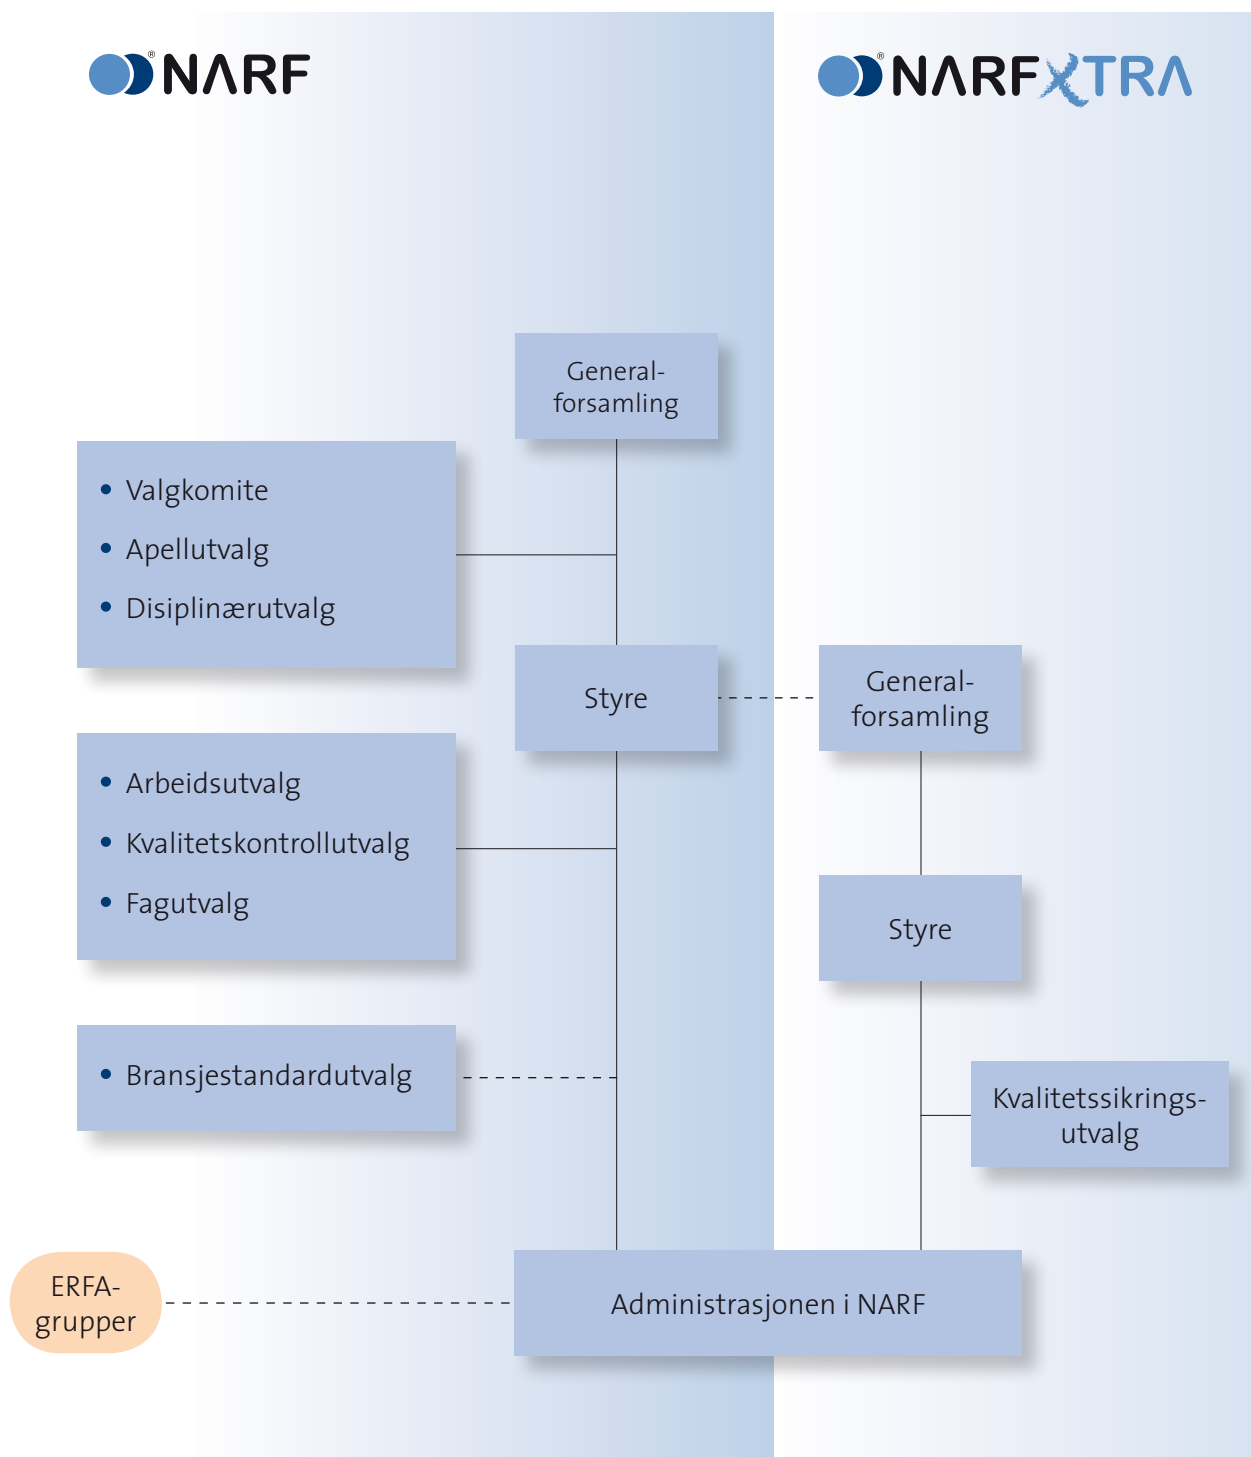 NARF®
NARFXTRA®
General-
forsamling
• Valgkomite
• Apellutvalg
• Disiplinærutvalg
Styre
General-
forsamling
• Arbeidsutvalg
• Kvalitetskontrollutvalg
• Fagutvalg
Styre
• Bransjestandardutvalg
Kvalitetssikrings-
utvalg
ERFA-
grupper
Administrasjonen i NARF